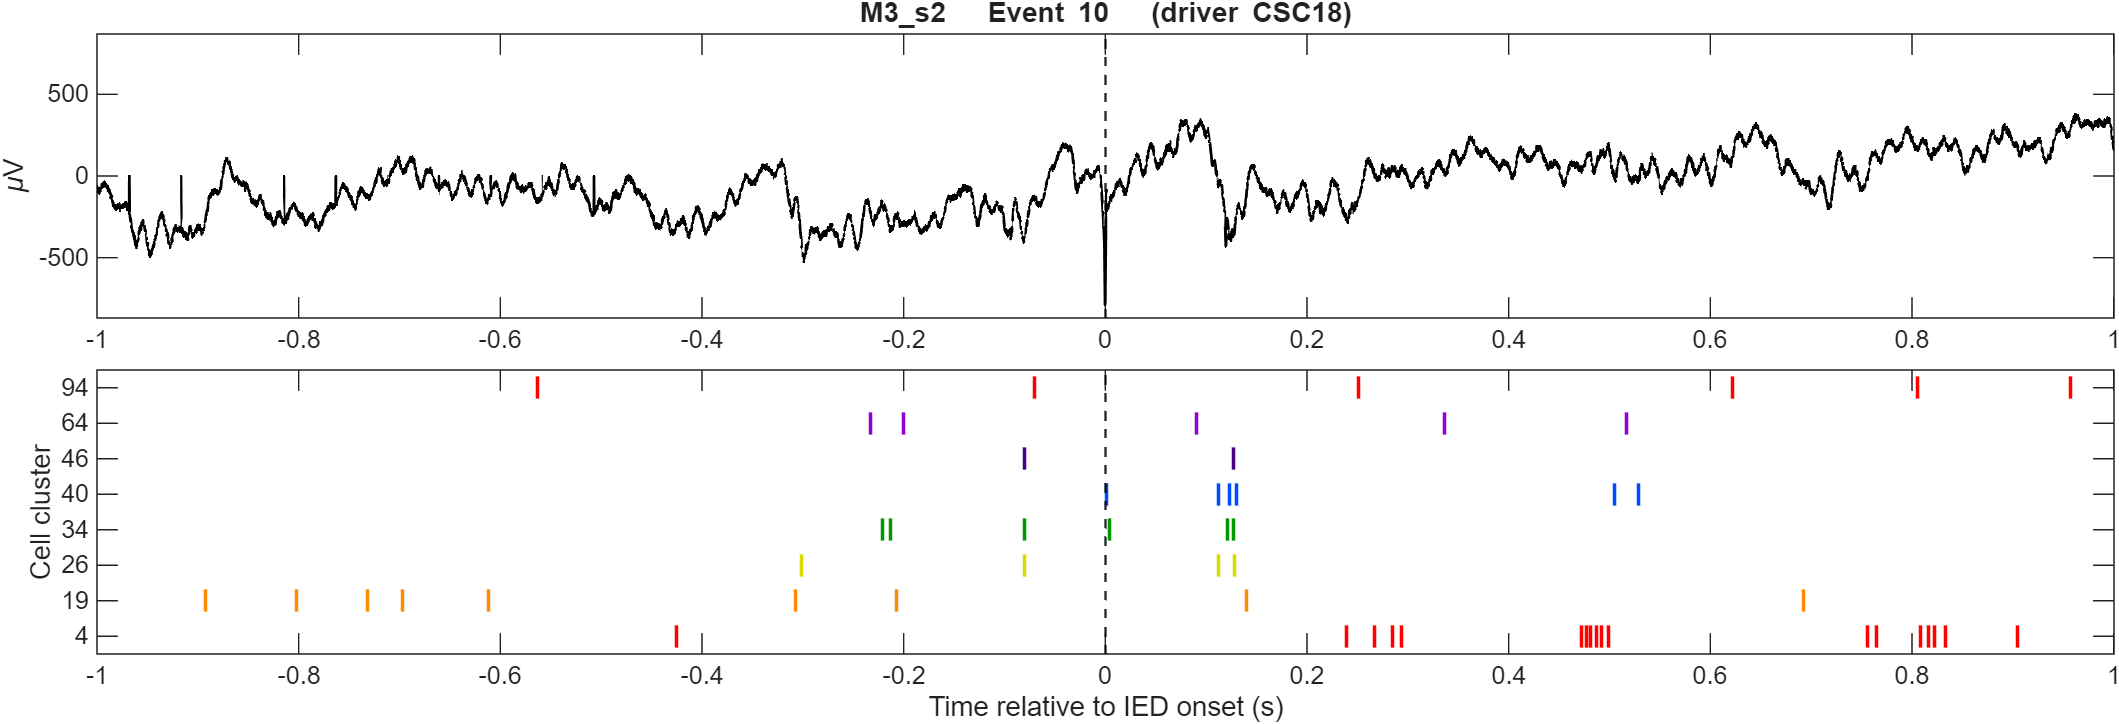 M3_s2 Event 10 (driver CSC18)
500
0
-500
µV
-1 -0.8 -0.6 -0.4 -0.2 0 0.2 0.4 0.6 0.8 1
94
64
46
40
34
26
19
4
Cell cluster
-1 -0.8 -0.6 -0.4 -0.2 0 0.2 0.4 0.6 0.8 1
Time relative to IED onset (s)